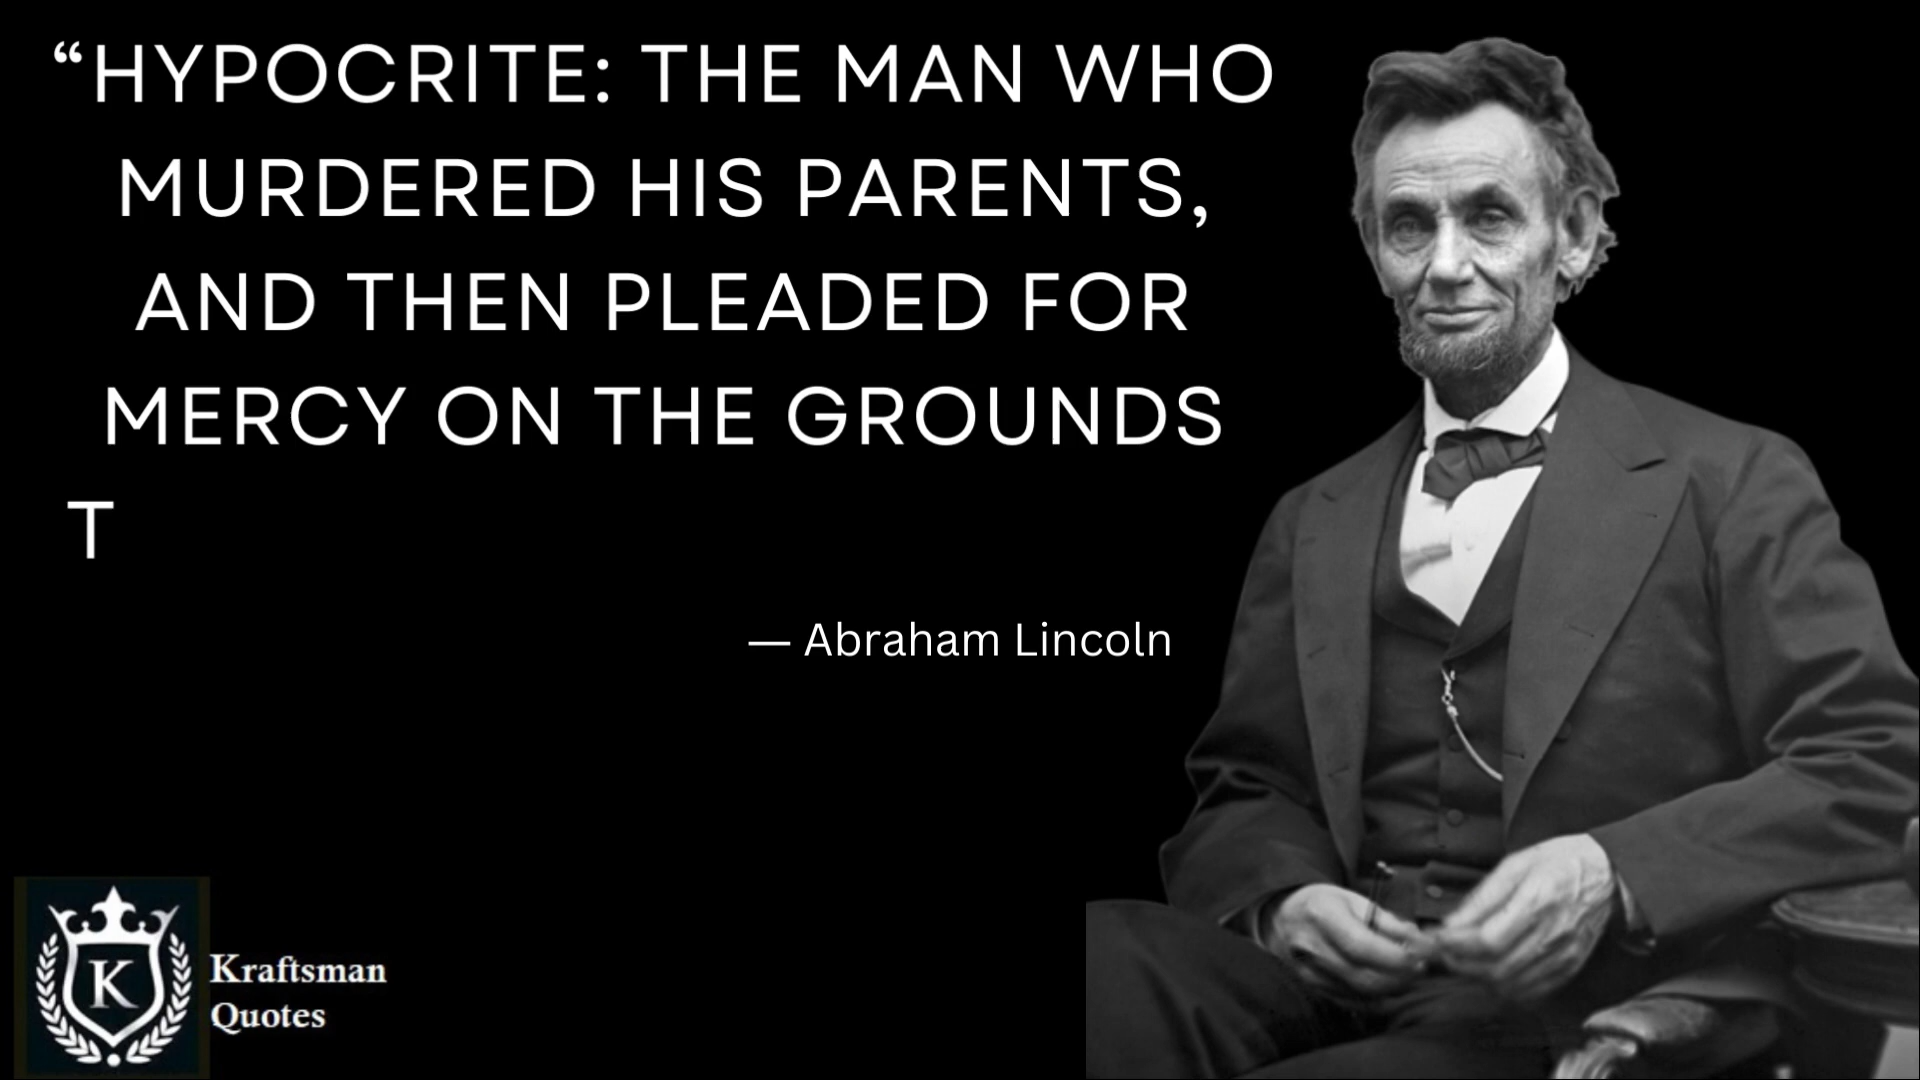 “HYPOCRITE: THE MAN WHO
MURDERED HIS PARENTS,
AND THEN PLEADED FOR
MERCY ON THE GROUNDS
T
— Abraham Lincoln
K
Kraftsman
Quotes